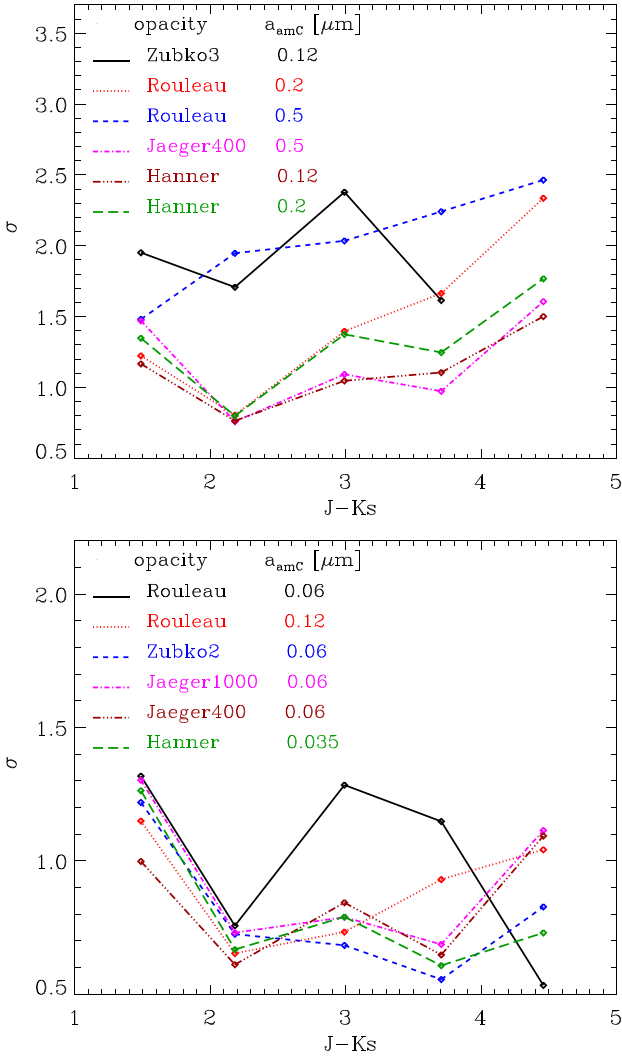 opacity a_amC [μm]
3.5
Zubko3 0.12
Rouleau 0.2
3.0
Rouleau 0.5
Jaeger400 0.5
2.5
Hanner 0.12
Hanner 0.2
σ
2.0
1.5
1.0
0.5
1 2 3 4 5
J-Ks
opacity a_amC [μm]
Rouleau 0.06
2.0
Rouleau 0.12
Zubko2 0.06
Jaeger1000 0.06
Jaeger400 0.06
1.5
Hanner 0.035
σ
1.0
0.5
1 2 3 4 5
J-Ks